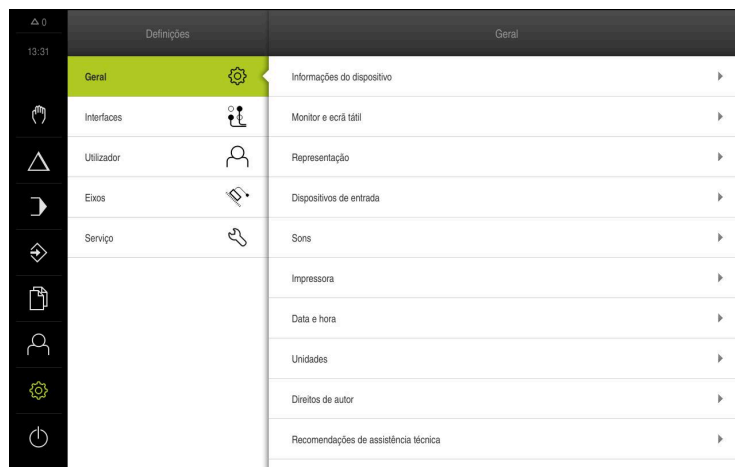 0
13:31
Definições
Geral
Interfaces
Utilizador
Eixos
Serviço
Geral
Informações do dispositivo
Monitor e ecrã tátil
Representação
Dispositivos de entrada
Sons
Impressora
Data e hora
Unidades
Direitos de autor
Recomendações de assistência técnica